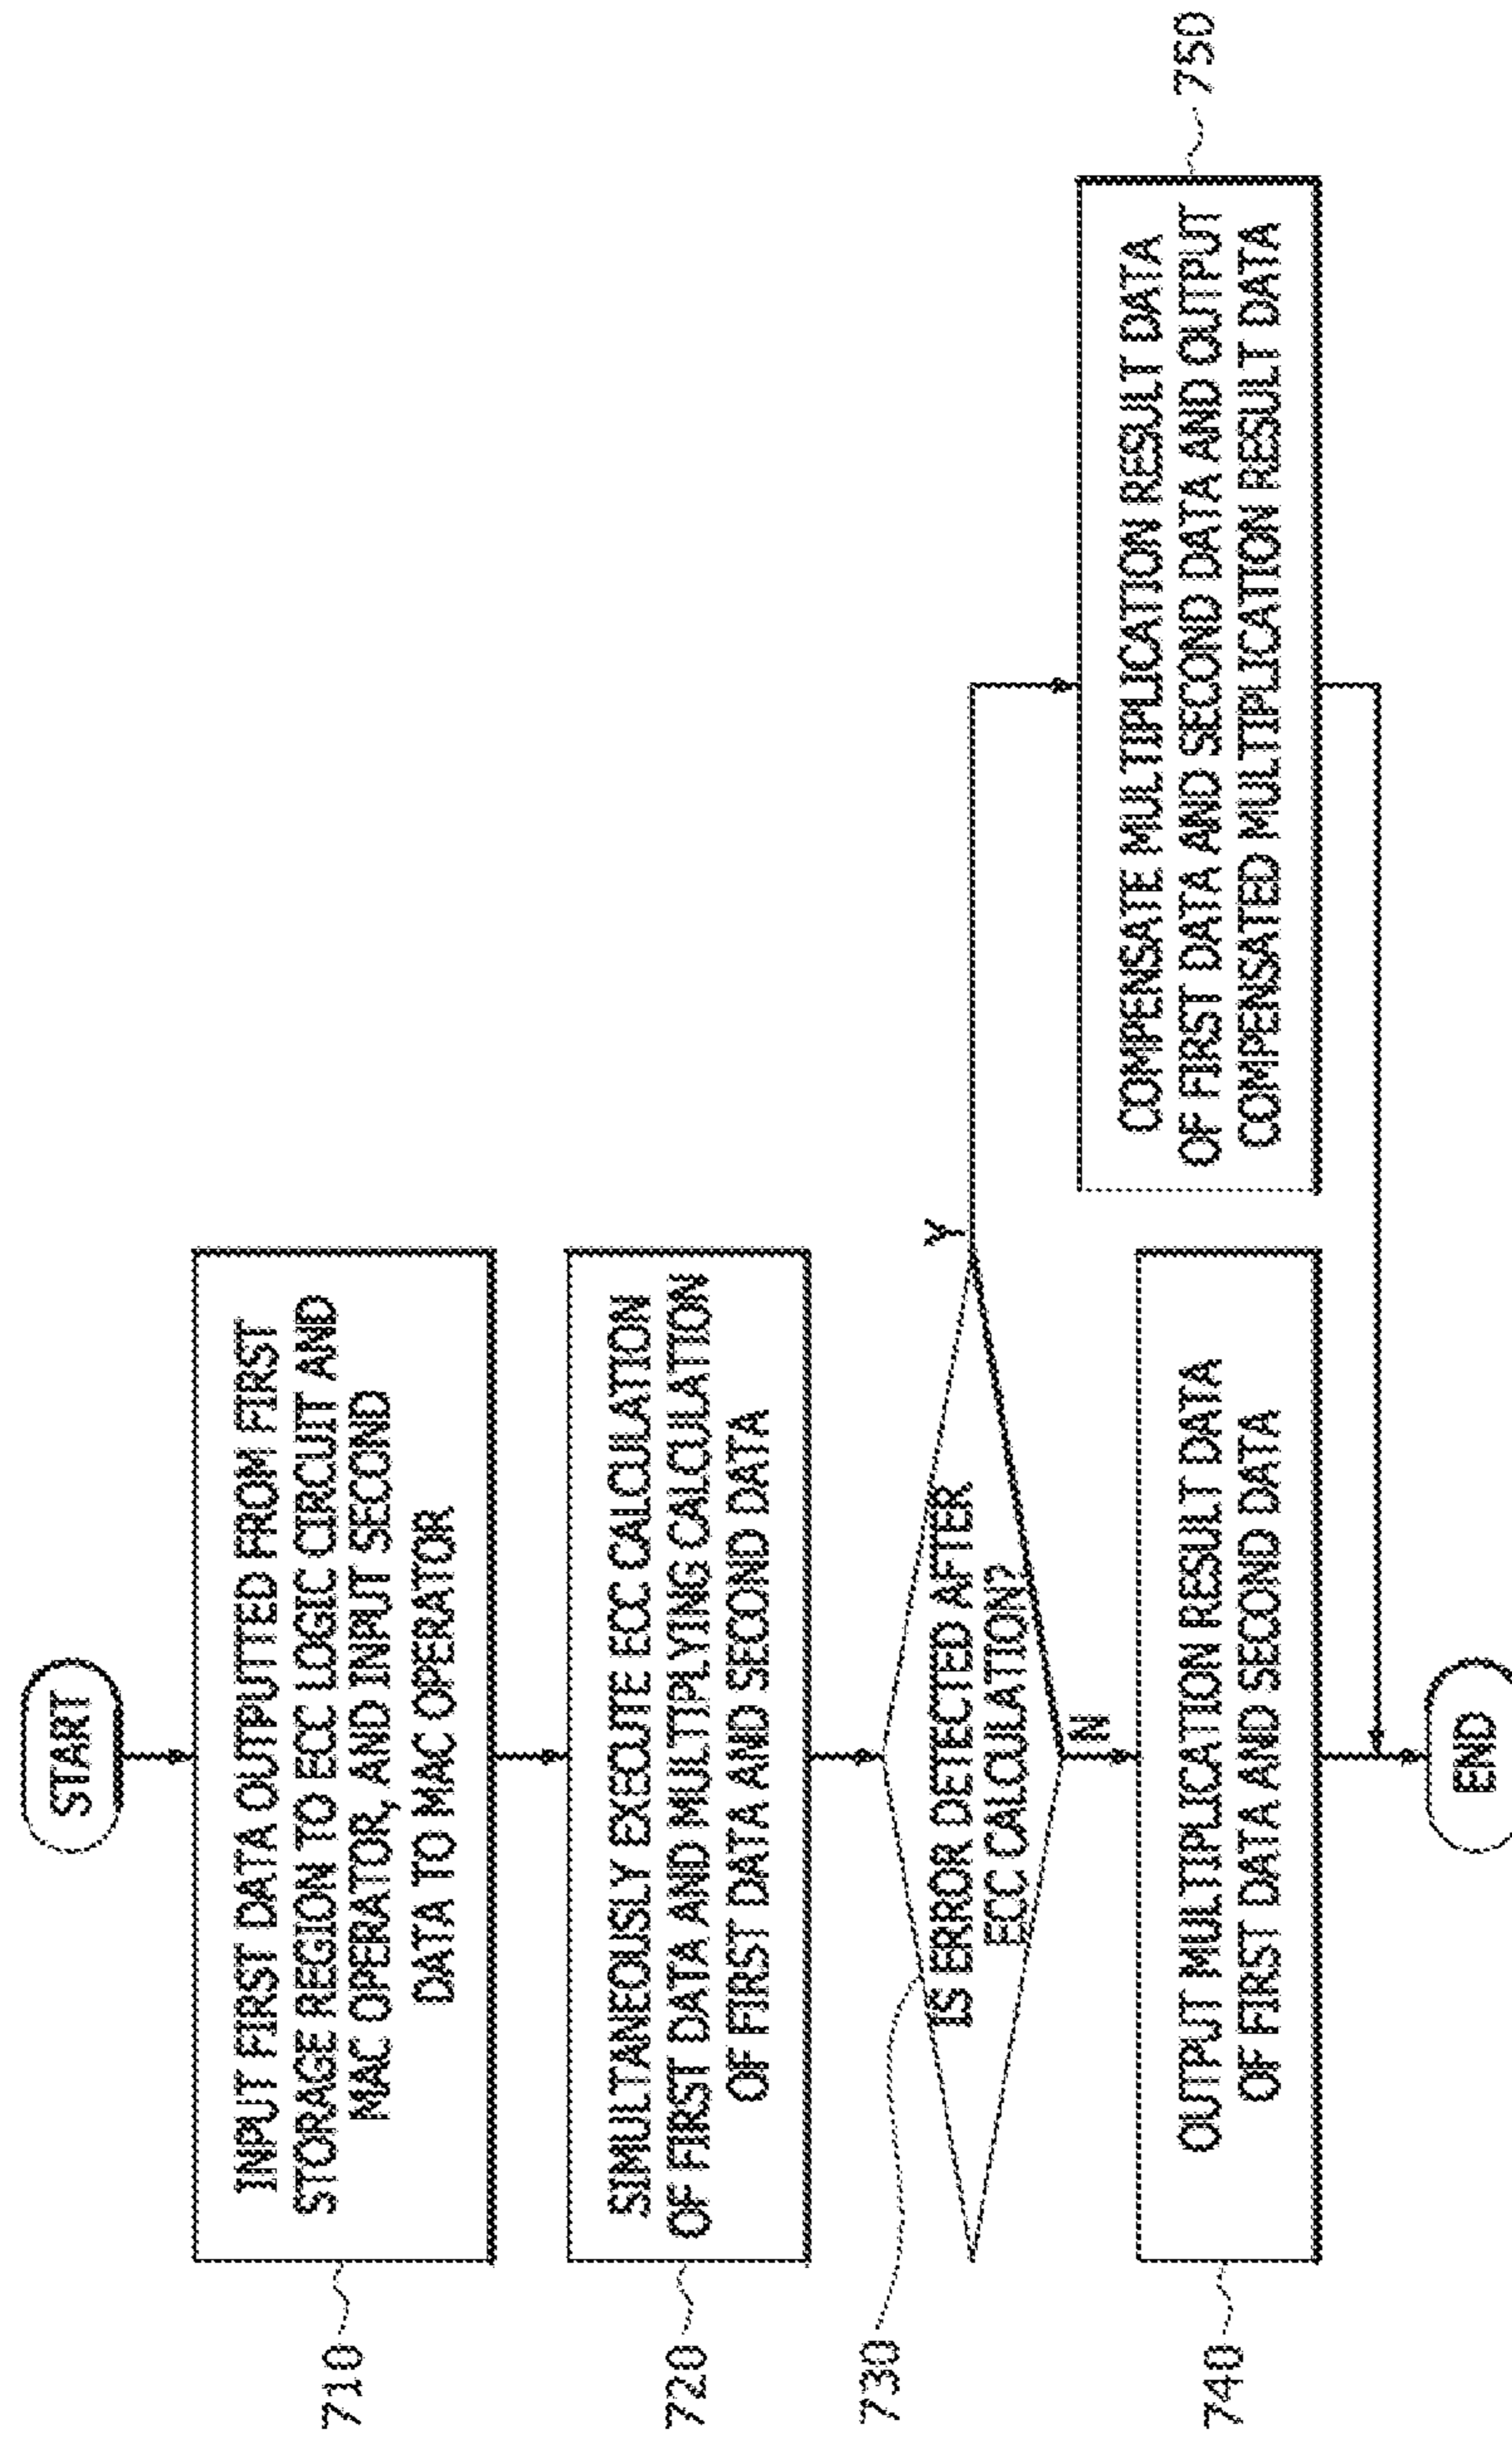 START
710
INPUT FIRST DATA OUTPUTTED FROM FIRST
STORAGE REGION TO ECC LOGIC CIRCUIT AND
MAC OPERATOR, AND INPUT SECOND
DATA TO MAC OPERATOR
720
SIMULTANEOUSLY EXECUTE ECC CALCULATION
OF FIRST DATA AND MULTIPLYING CALCULATION
OF FIRST DATA AND SECOND DATA
730
IS ERROR DETECTED AFTER
ECC CALCULATION?
Y
N
740
OUTPUT MULTIPLICATION RESULT DATA
OF FIRST DATA AND SECOND DATA
750
COMPENSATE MULTIPLICATION RESULT DATA
OF FIRST DATA AND SECOND DATA AND OUTPUT
COMPENSATED MULTIPLICATION RESULT DATA
END